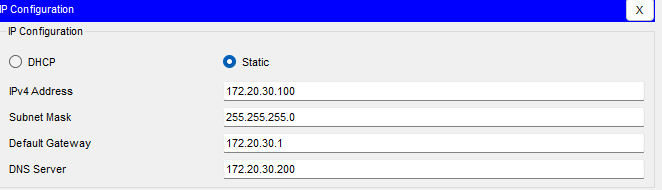 IP Configuration
X
IP Configuration
DHCP
Static
IPv4 Address
172.20.30.100
Subnet Mask
255.255.255.0
Default Gateway
172.20.30.1
DNS Server
172.20.30.200